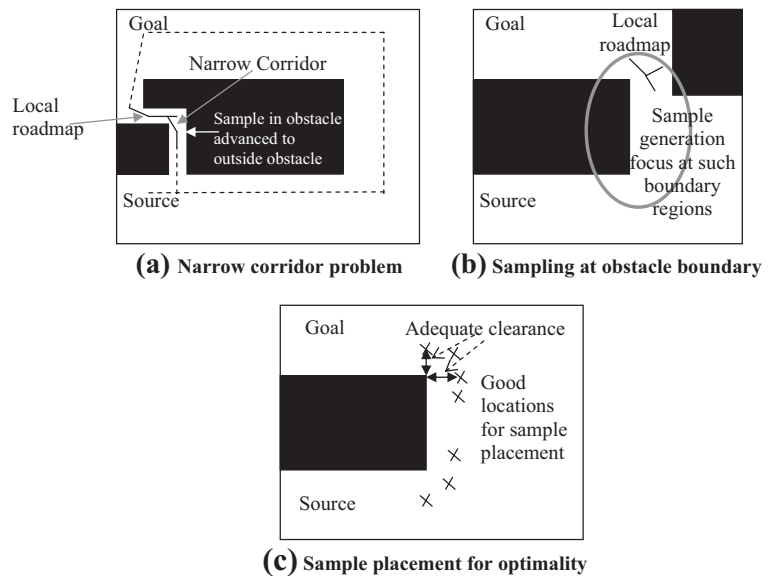 Goal
Narrow Corridor
Local
roadmap
Sample in obstacle
advanced to
outside obstacle
Source
(a) Narrow corridor problem
Local
roadmap
Goal
Sample
generation
focus at such
boundary
regions
Source
(b) Sampling at obstacle boundary
Goal
Adequate clearance
Good
locations
for sample
placement
Source
(c) Sample placement for optimality